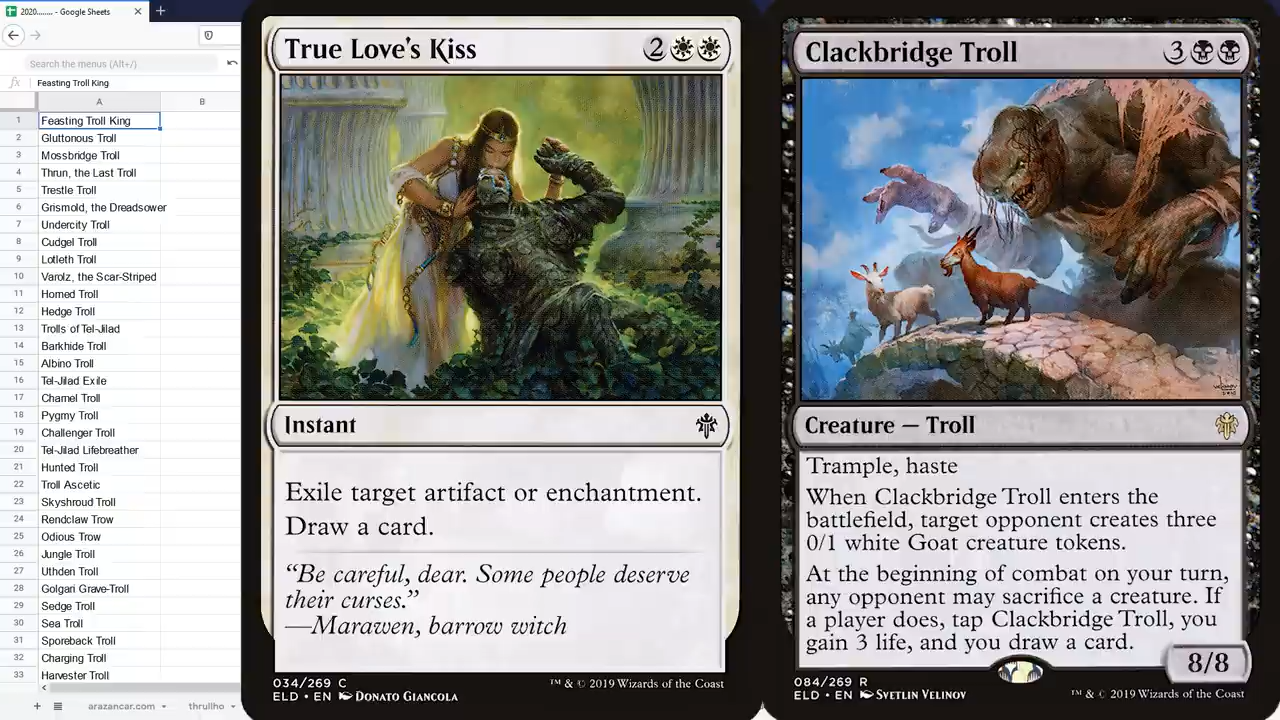 2020........ - Google Sheets
Search the menus (Alt+/)
fx Feasting Troll King
A B
1 Feasting Troll King
2 Gluttonous Troll
3 Mossbridge Troll
4 Thrun, the Last Troll
5 Trestle Troll
6 Grismold, the Dreadsower
7 Undercity Troll
8 Cudgel Troll
9 Lotleth Troll
10 Varolz, the Scar-Striped
11 Horned Troll
12 Hedge Troll
13 Trolls of Tel-Jilad
14 Barkhide Troll
15 Albino Troll
16 Tel-Jilad Exile
17 Charnel Troll
18 Pygmy Troll
19 Challenger Troll
20 Tel-Jilad Lifebreather
21 Hunted Troll
22 Troll Ascetic
23 Skyshroud Troll
24 Rendclaw Trow
25 Odious Trow
26 Jungle Troll
27 Uthden Troll
28 Golgari Grave-Troll
29 Sedge Troll
30 Sea Troll
31 Sporeback Troll
32 Charging Troll
33 Harvester Troll
arazancar.com thrullho
True Love's Kiss 2
Instant
Exile target artifact or enchantment.
Draw a card.
“Be careful, dear. Some people deserve
their curses.”
—Marawen, barrow witch
034/269 C
ELD • EN Donato Giancola
™ & © 2019 Wizards of the Coast
Clackbridge Troll 3
Creature — Troll
Trample, haste
When Clackbridge Troll enters the
battlefield, target opponent creates three
0/1 white Goat creature tokens.
At the beginning of combat on your turn,
any opponent may sacrifice a creature. If
a player does, tap Clackbridge Troll, you
gain 3 life, and you draw a card.
8/8
084/269 R
ELD • EN Svetlin Velinov
™ & © 2019 Wizards of the Coast